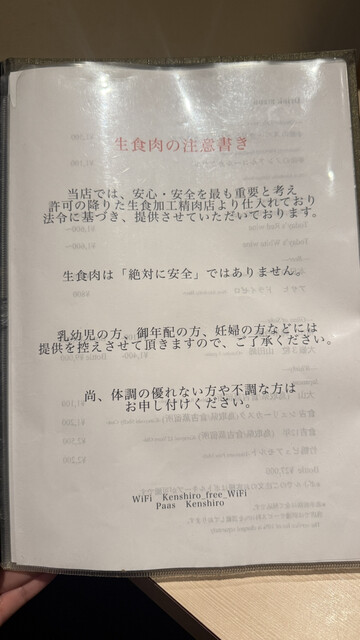 生食肉の注意書き
当店では、安心・安全を最も重要と考え
許可の降りた生食加工精肉店より仕入れており
法令に基づき、提供させていただいております。
生食肉は「絶対に安全」ではありません。
乳幼児の方、御年配の方、妊婦の方などには
提供を控えさせて頂きますので、ご了承ください。
尚、体調の優れない方や不調な方は
お申し付けください。
WiFi Kenshiro_free_WiFi
Paas Kenshiro